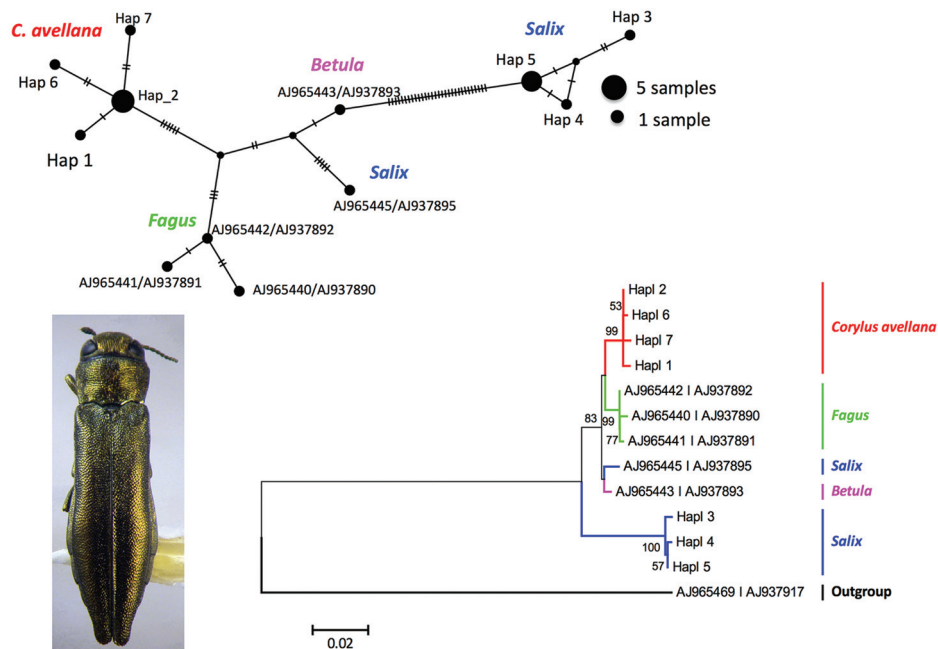 Hap 7
C. avellana
Hap 6
Hap_2
Hap 1
Betula
AJ965443/AJ937893
Salix
Hap 3
Hap 5
Hap 4
5 samples
1 sample
Salix
AJ965445/AJ937895
Fagus
AJ965442/AJ937892
AJ965441/AJ937891
AJ965440/AJ937890
Hapl 2
53
Hapl 6
99
Hapl 7
Hapl 1
Corylus avellana
AJ965442 I AJ937892
83
99
AJ965440 I AJ937890
77
AJ965441 I AJ937891
Fagus
AJ965445 I AJ937895
Salix
AJ965443 I AJ937893
Betula
Hapl 3
100
Hapl 4
57
Hapl 5
Salix
AJ965469 I AJ937917
Outgroup
0.02